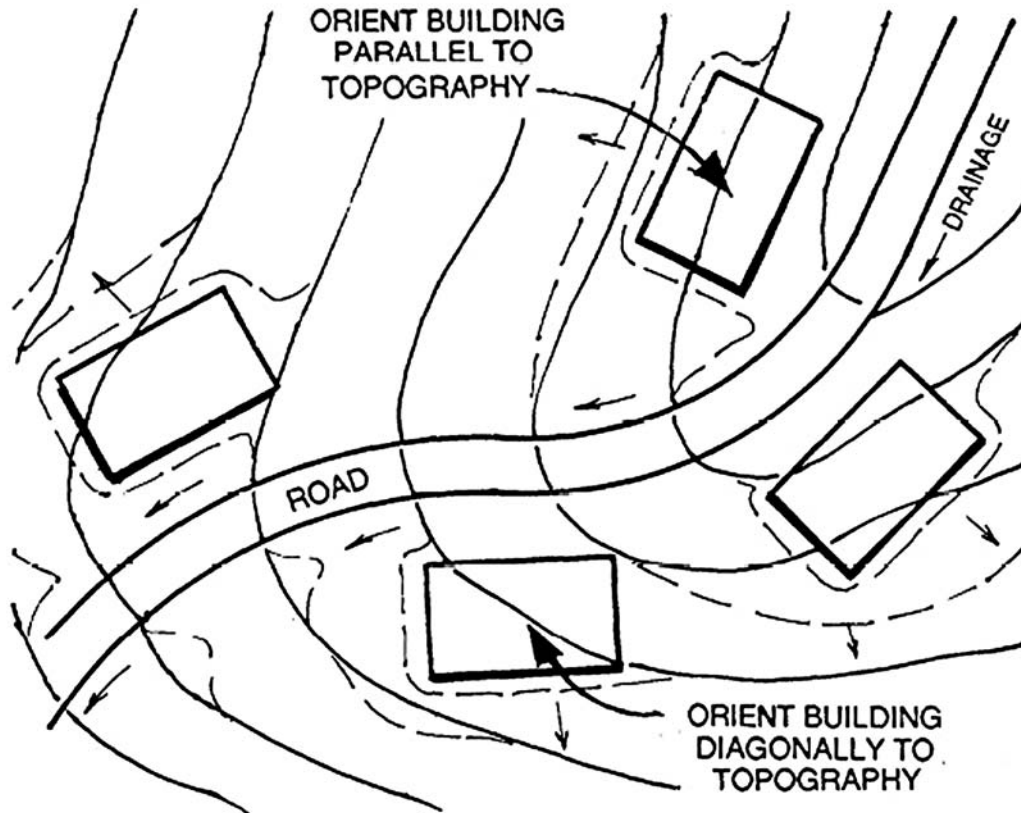 ORIENT BUILDING
PARALLEL TO
TOPOGRAPHY
DRAINAGE
ROAD
ORIENT BUILDING
DIAGONALLY TO
TOPOGRAPHY